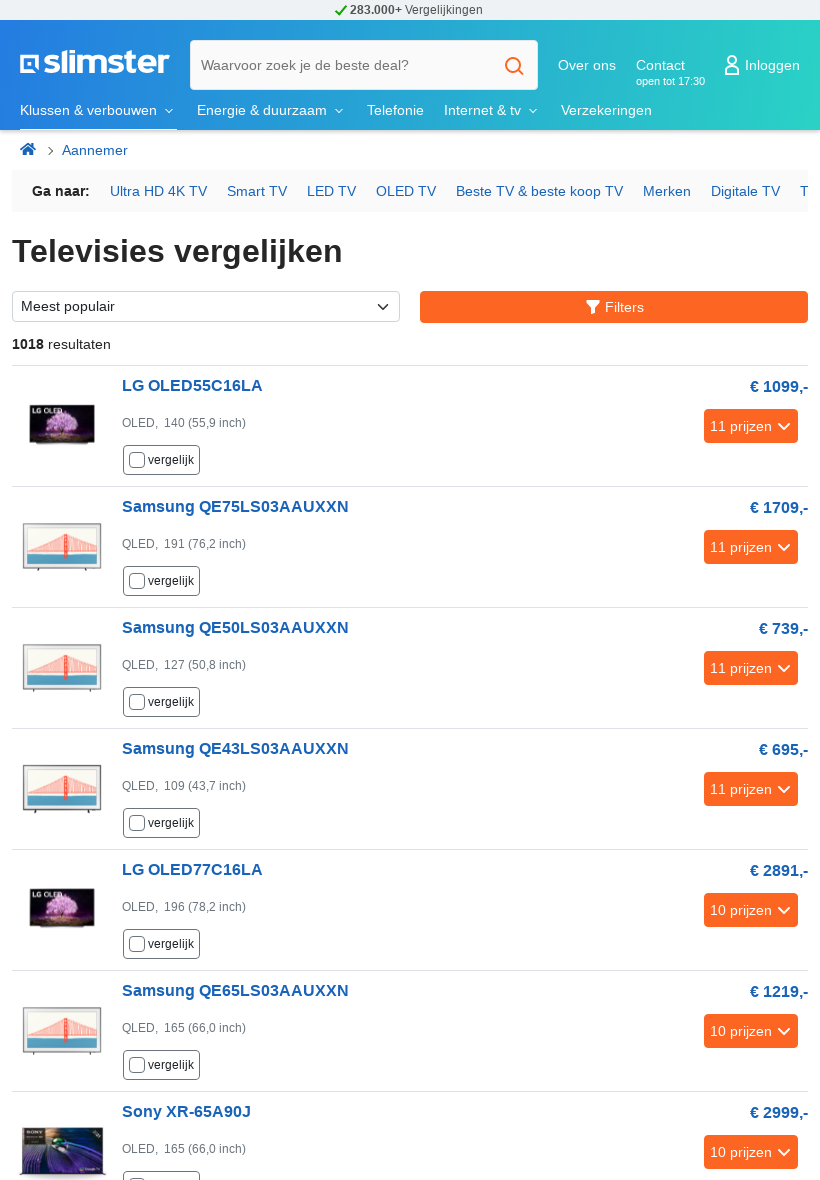 283.000+ Vergelijkingen
slimster
Waarvoor zoek je de beste deal?
Over ons
Contact
open tot 17:30
Inloggen
Klussen & verbouwen
Energie & duurzaam
Telefonie
Internet & tv
Verzekeringen
Aannemer
Ga naar: Ultra HD 4K TV Smart TV LED TV OLED TV Beste TV & beste koop TV Merken Digitale TV T
Televisies vergelijken
Meest populair
Filters
1018 resultaten
LG OLED
LG OLED55C16LA
€ 1099,-
OLED, 140 (55,9 inch)
11 prijzen
vergelijk
Samsung QE75LS03AAUXXN
€ 1709,-
QLED, 191 (76,2 inch)
11 prijzen
vergelijk
Samsung QE50LS03AAUXXN
€ 739,-
QLED, 127 (50,8 inch)
11 prijzen
vergelijk
Samsung QE43LS03AAUXXN
€ 695,-
QLED, 109 (43,7 inch)
11 prijzen
vergelijk
LG OLED
LG OLED77C16LA
€ 2891,-
OLED, 196 (78,2 inch)
10 prijzen
vergelijk
Samsung QE65LS03AAUXXN
€ 1219,-
QLED, 165 (66,0 inch)
10 prijzen
vergelijk
SONY
Sony XR-65A90J
€ 2999,-
OLED, 165 (66,0 inch)
10 prijzen